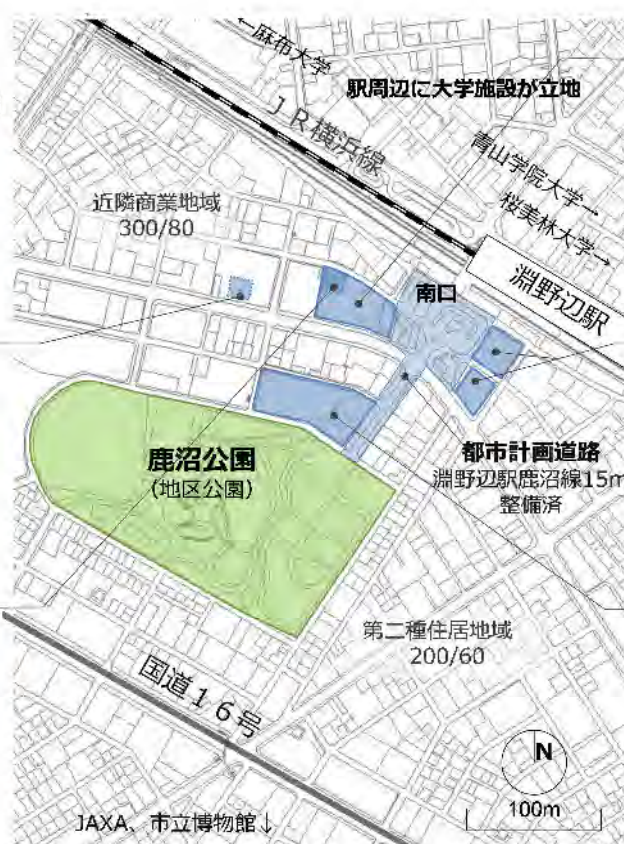 ←麻布大学
駅周辺に大学施設が立地
JR横浜線
青山学院大学→
桜美林大学→
近隣商業地域
300/80
淵野辺駅
南口
鹿沼公園
(地区公園)
都市計画道路
淵野辺駅鹿沼線15m
整備済
第二種住居地域
200/60
国道16号
N
100m
JAXA、市立博物館↓